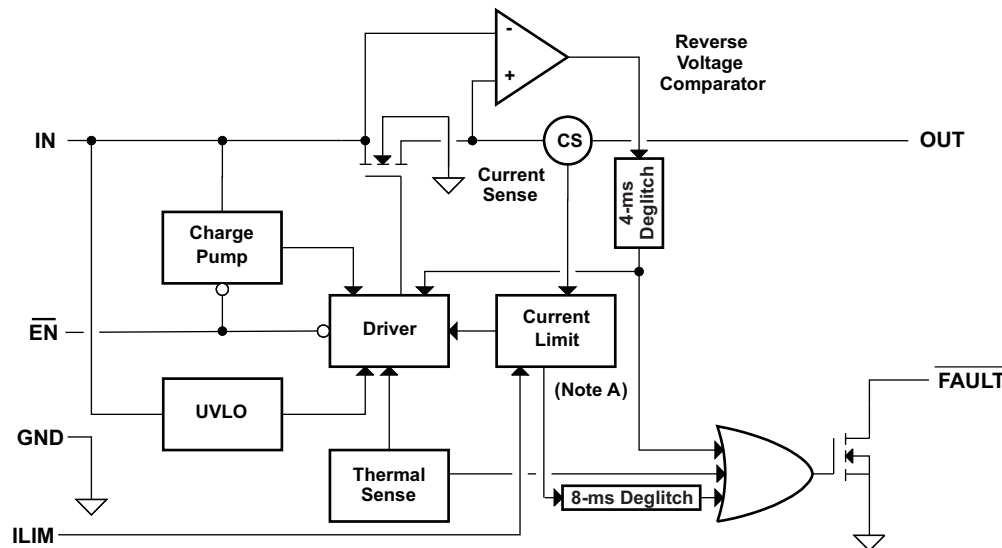 -
+
Reverse
Voltage
Comparator
IN
CS
OUT
Current
Sense
4-ms
Deglitch
Charge
Pump
EN
Driver
Current
Limit
(Note A)
FAULT
UVLO
GND
Thermal
Sense
8-ms Deglitch
ILIM